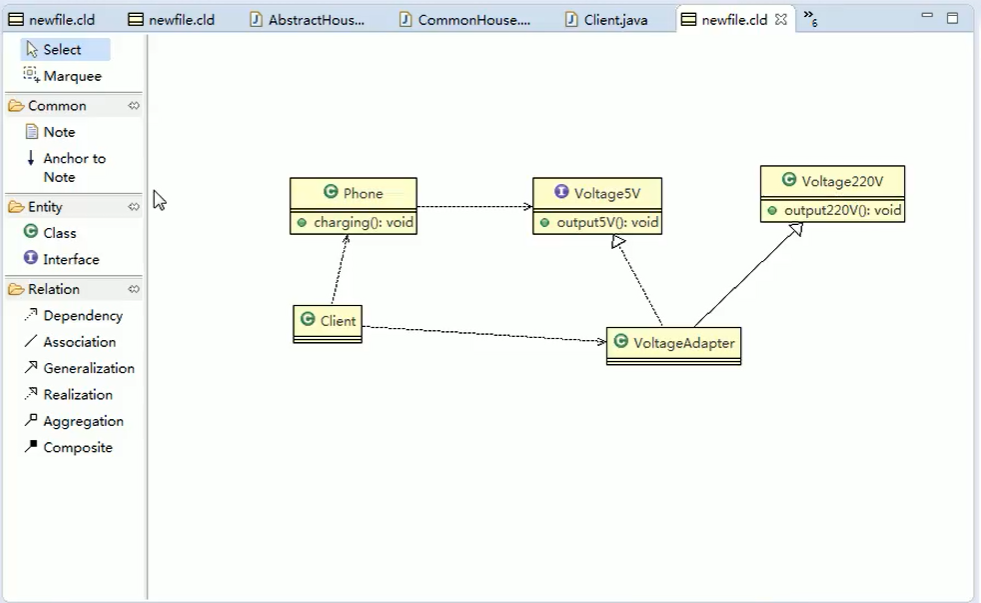 newfile.cld
newfile.cld
AbstractHous...
CommonHouse....
Client.java
newfile.cld
»6
Select
Marquee
Common
Note
Anchor to
Note
Entity
Class
Interface
Relation
Dependency
Association
Generalization
Realization
Aggregation
Composite
C Phone
charging(): void
I Voltage5V
output5V(): void
C Voltage220V
output220V(): void
C Client
C VoltageAdapter